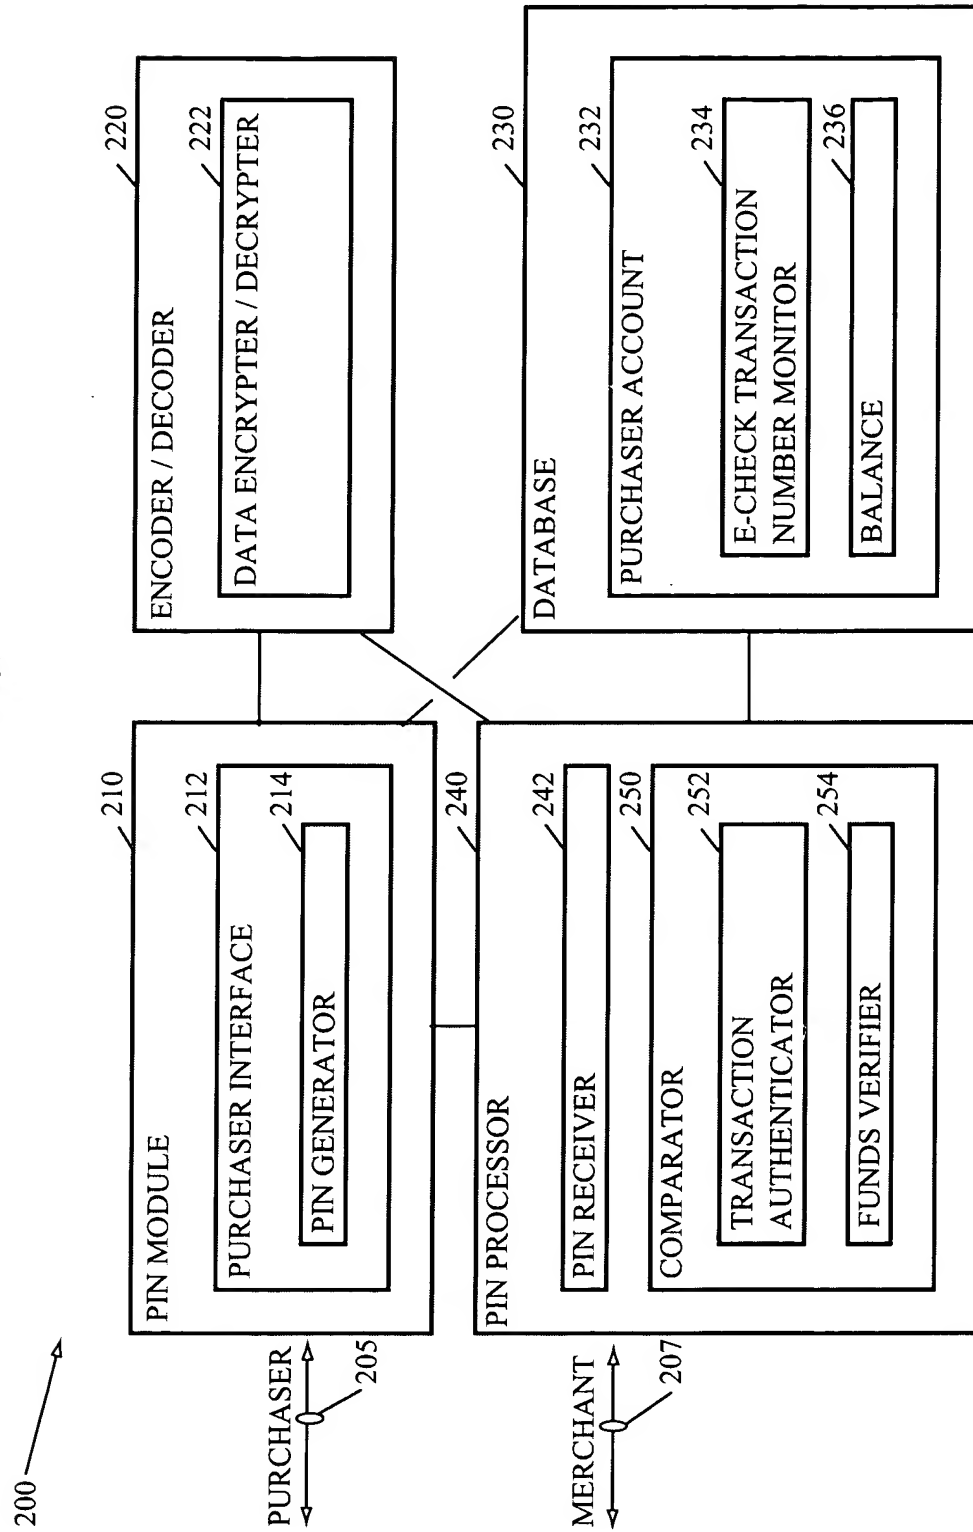 200
PURCHASER
205
MERCHANT
207
PIN MODULE
210
PURCHASER INTERFACE
212
PIN GENERATOR
214
PIN PROCESSOR
240
PIN RECEIVER
242
COMPARATOR
250
TRANSACTION
AUTHENTICATOR
252
FUNDS VERIFIER
254
ENCODER / DECODER
220
DATA ENCRYPTER / DECRYPTER
222
DATABASE
230
PURCHASER ACCOUNT
232
E-CHECK TRANSACTION
NUMBER MONITOR
234
BALANCE
236